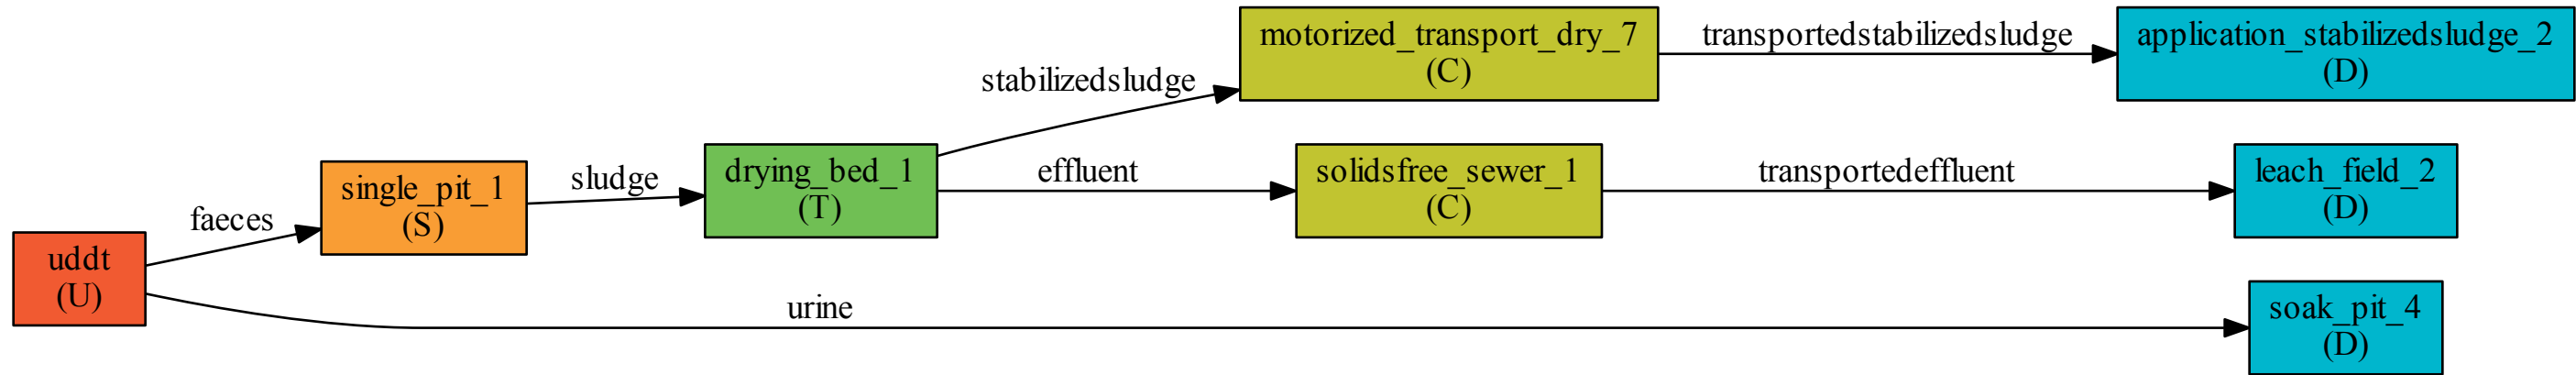 motorized_transport_dry_7
(C)
transportedstabilizedsludge
application_stabilizedsludge_2
(D)
stabilizedsludge
single_pit_1
(S)
sludge
drying_bed_1
(T)
effluent
solidsfree_sewer_1
(C)
transportedeffluent
leach_field_2
(D)
faeces
uddt
(U)
urine
soak_pit_4
(D)